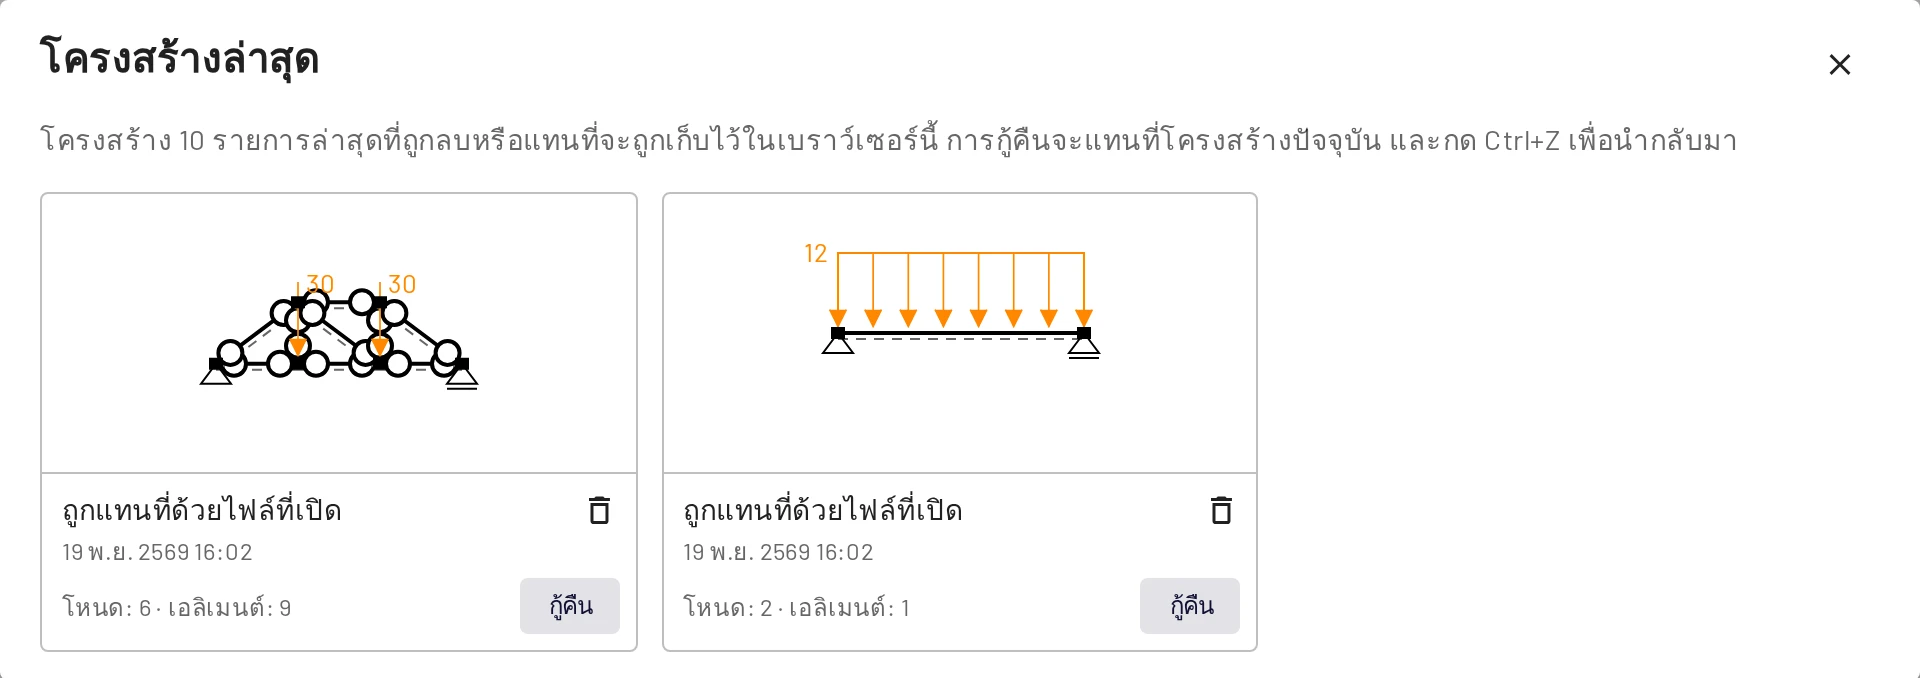 โครงสร้างล่าสุด
โครงสร้าง 10 รายการล่าสุดที่ถูกลบหรือแทนที่จะถูกเก็บไว้ในเบราว์เซอร์นี้ การกู้คืนจะแทนที่โครงสร้างปัจจุบัน และกด Ctrl+Z เพื่อนำกลับมา
30 30
ถูกแทนที่ด้วยไฟล์ที่เปิด
19 พ.ย. 2569 16:02
โหนด: 6 · เอลิเมนต์: 9
กู้คืน
12
ถูกแทนที่ด้วยไฟล์ที่เปิด
19 พ.ย. 2569 16:02
โหนด: 2 · เอลิเมนต์: 1
กู้คืน